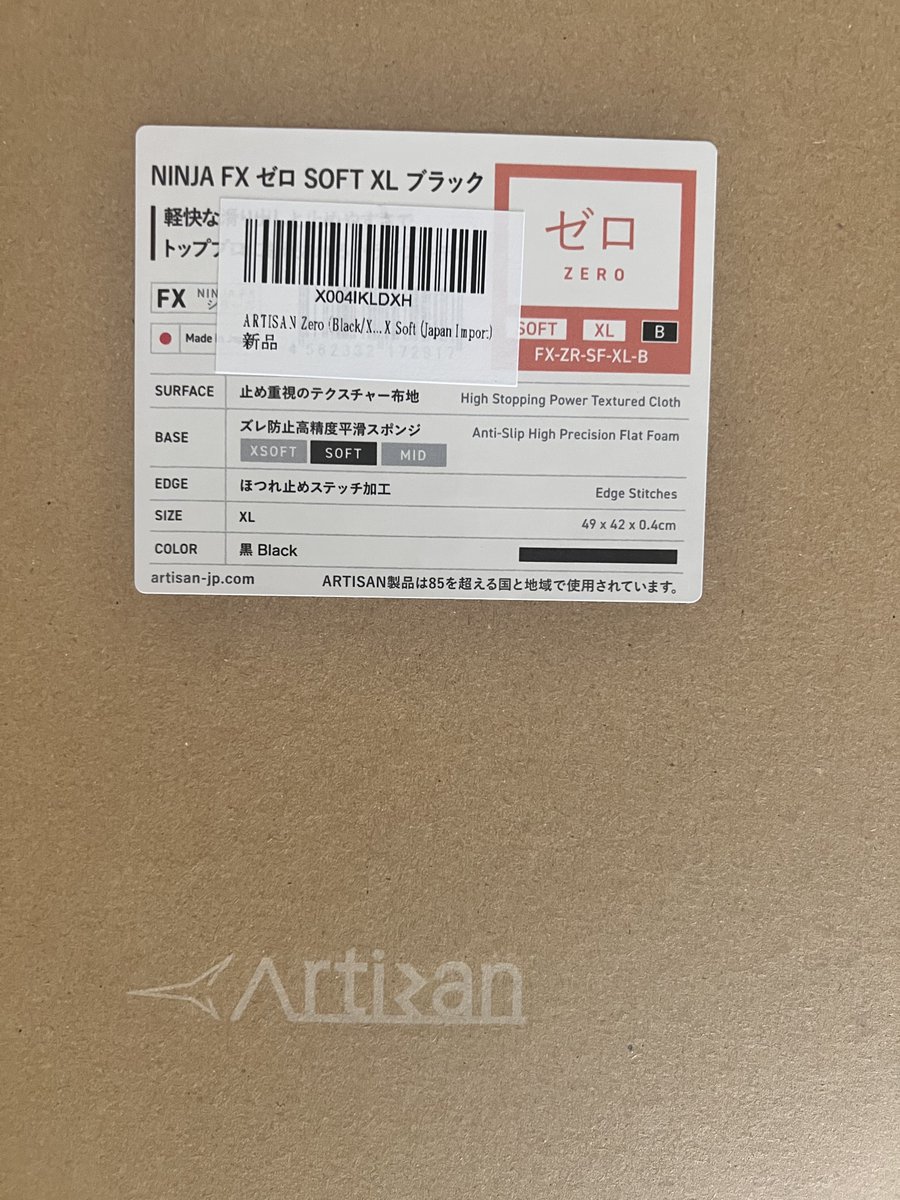 NINJA FX ゼロ SOFT XL ブラック
軽快な
トップ
FX NIN
Made
X004IKLDXH
ARTISAN Zero (Black/X...X Soft (Japan Impor:)
新品
ゼロ
ZERO
SOFT XL B
FX-ZR-SF-XL-B
SURFACE 止め重視のテクスチャー布地 High Stopping Power Textured Cloth
BASE ズレ防止高精度平滑スポンジ Anti-Slip High Precision Flat Foam
XSOFT SOFT MID
EDGE ほつれ止めステッチ加工 Edge Stitches
SIZE XL 49 x 42 x 0.4cm
COLOR 黒 Black
artisan-jp.com ARTISAN製品は85を超える国と地域で使用されています。
Artisan